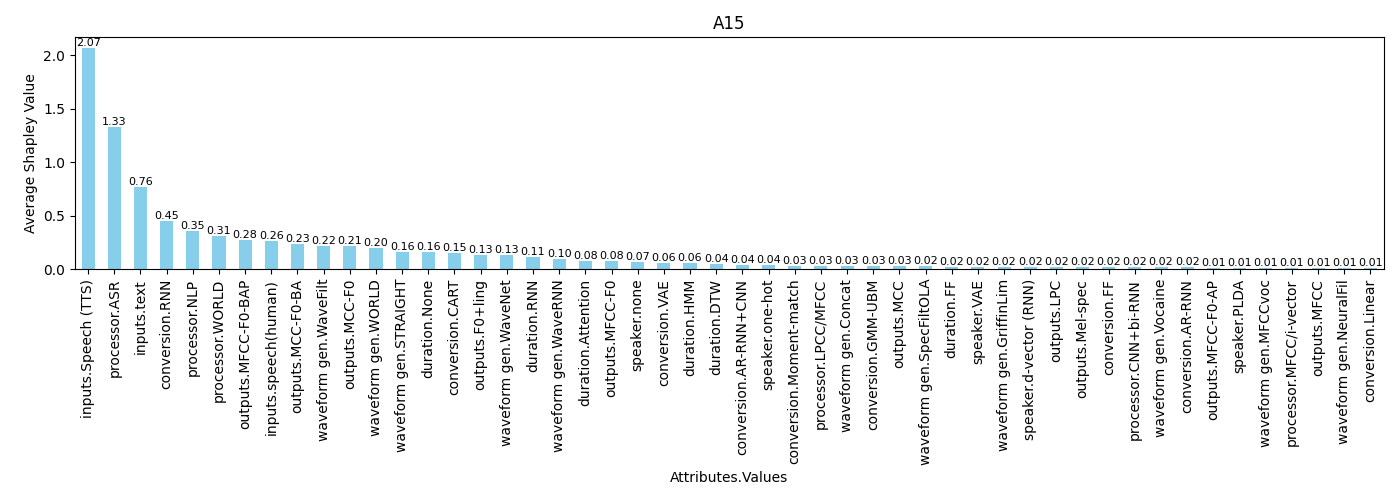 A15
Average Shapley Value
2.0
1.5
1.0
0.5
0.0
2.07
1.33
0.76
0.45
0.35
0.31
0.28
0.26
0.23
0.22
0.21
0.20
0.16
0.16
0.15
0.13
0.13
0.11
0.10
0.08
0.08
0.07
0.06
0.06
0.04
0.04
0.04
0.03
0.03
0.03
0.03
0.03
0.02
0.02
0.02
0.02
0.02
0.02
0.02
0.02
0.02
0.02
0.02
0.01
0.01
0.01
0.01
0.01
0.01
0.01
inputs.Speech (TTS)
processor.ASR
inputs.text
conversion.RNN
processor.NLP
processor.WORLD
outputs.MFCC-F0-BAP
inputs.speech(human)
outputs.MCC-F0-BA
waveform gen.WaveFilt
outputs.MCC-F0
waveform gen.WORLD
waveform gen.STRAIGHT
duration.None
conversion.CART
outputs.F0+ling
waveform gen.WaveNet
duration.RNN
waveform gen.WaveRNN
duration.Attention
outputs.MFCC-F0
speaker.none
conversion.VAE
duration.HMM
duration.DTW
conversion.AR-RNN+CNN
speaker.one-hot
conversion.Moment-match
processor.LPCC/MFCC
waveform gen.Concat
conversion.GMM-UBM
outputs.MCC
waveform gen.SpecFiltOLA
duration.FF
speaker.VAE
waveform gen.GriffinLim
speaker.d-vector (RNN)
outputs.LPC
outputs.Mel-spec
conversion.FF
processor.CNN+bi-RNN
waveform gen.Vocaine
conversion.AR-RNN
outputs.MFCC-F0-AP
speaker.PLDA
waveform gen.MFCCvoc
processor.MFCC/i-vector
outputs.MFCC
waveform gen.NeuralFil
conversion.Linear
Attributes.Values